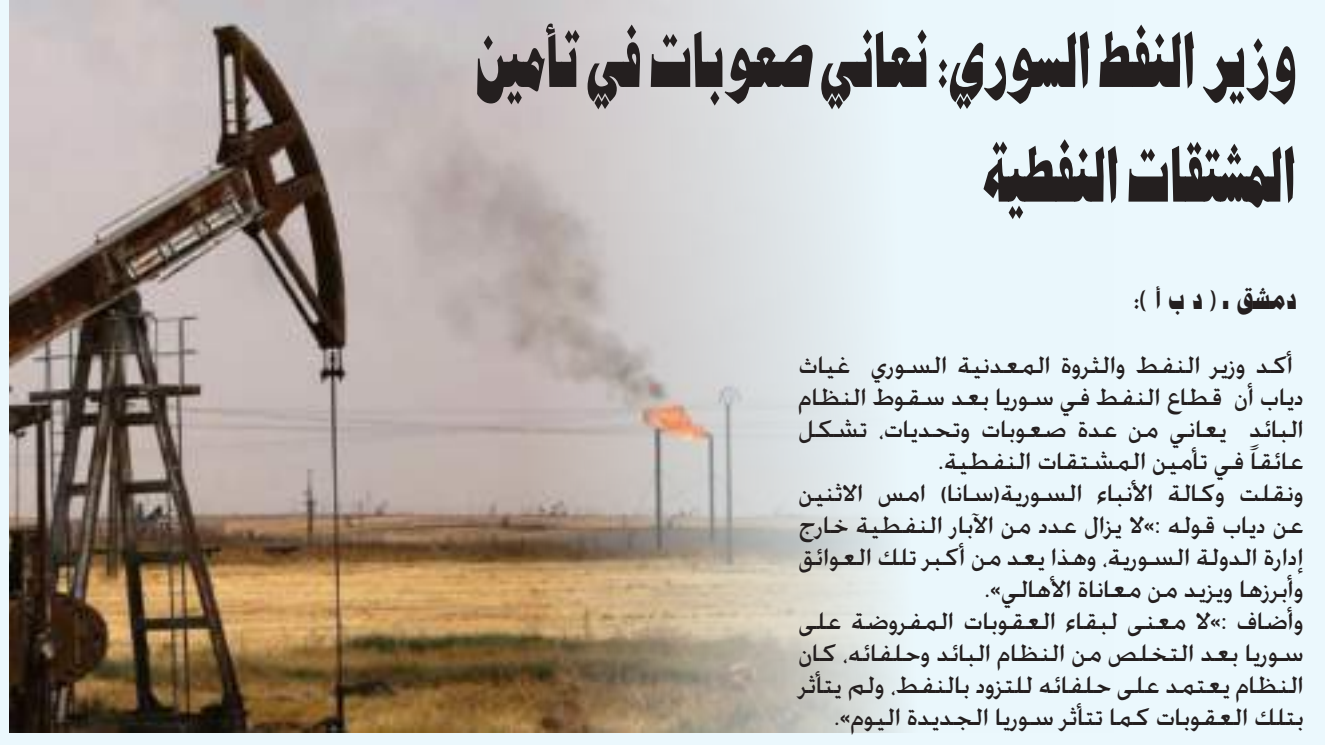 وزير النفط السوري: نعاني صعوبات في تأمين
المشتقات النفطية
دمشق - ( د ب أ ):
أكد وزير النفط والثروة المعدنية السوري غياث
دياب أن قطاع النفط في سوريا بعد سقوط النظام
البائد يعاني من عدة صعوبات وتحديات، تشكل
عائقاً في تأمين المشتقات النفطية.
ونقلت وكالة الأنباء السورية(سانا) امس الاثنين
عن دياب قوله :»لا يزال عدد من الآبار النفطية خارج
إدارة الدولة السورية، وهذا يعد من أكبر تلك العوائق
وأبرزها ويزيد من معاناة الأهالي».
وأضاف :»لا معنى لبقاء العقوبات المفروضة على
سوريا بعد التخلص من النظام البائد وحلفائه، كان
النظام يعتمد على حلفائه للتزود بالنفط، ولم يتأثر
بتلك العقوبات كما تتأثر سوريا الجديدة اليوم».